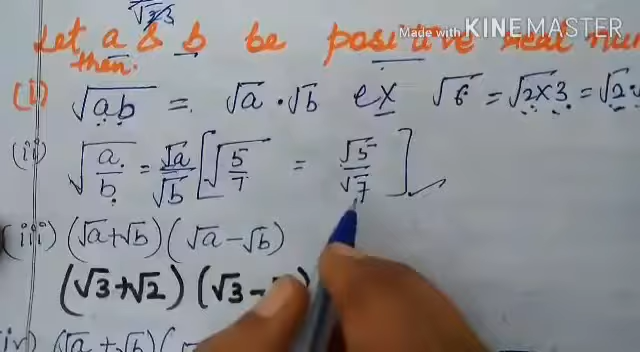 Made with KINEMASTER
Let a & b be positive real nu
then.
(i) √ab = √a · √b ex √6 = √2×3 = √2
(ii) √a/b = √a/√b [√5/7 = √5/√7]
(iii) (√a+√b) (√a-√b)
(√3+√2) (√3-
(iv) (√a+√b) (